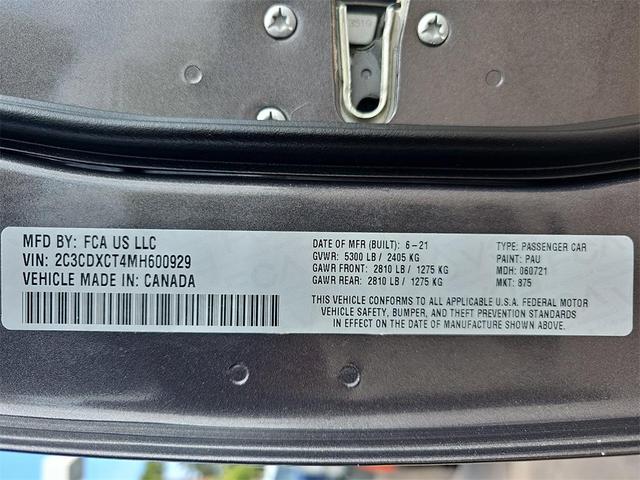 3519
MFD BY: FCA US LLC
VIN: 2C3CDXCT4MH600929
VEHICLE MADE IN: CANADA
DATE OF MFR (BUILT): 6-21
GVWR: 5300 LB / 2405 KG
GAWR FRONT: 2810 LB / 1275 KG
GAWR REAR: 2810 LB / 1275 KG
TYPE: PASSENGER CAR
PAINT: PAU
MDH: 060721
MKT: 875
THIS VEHICLE CONFORMS TO ALL APPLICABLE U.S.A. FEDERAL MOTOR
VEHICLE SAFETY, BUMPER, AND THEFT PREVENTION STANDARDS
IN EFFECT ON THE DATE OF MANUFACTURE SHOWN ABOVE.